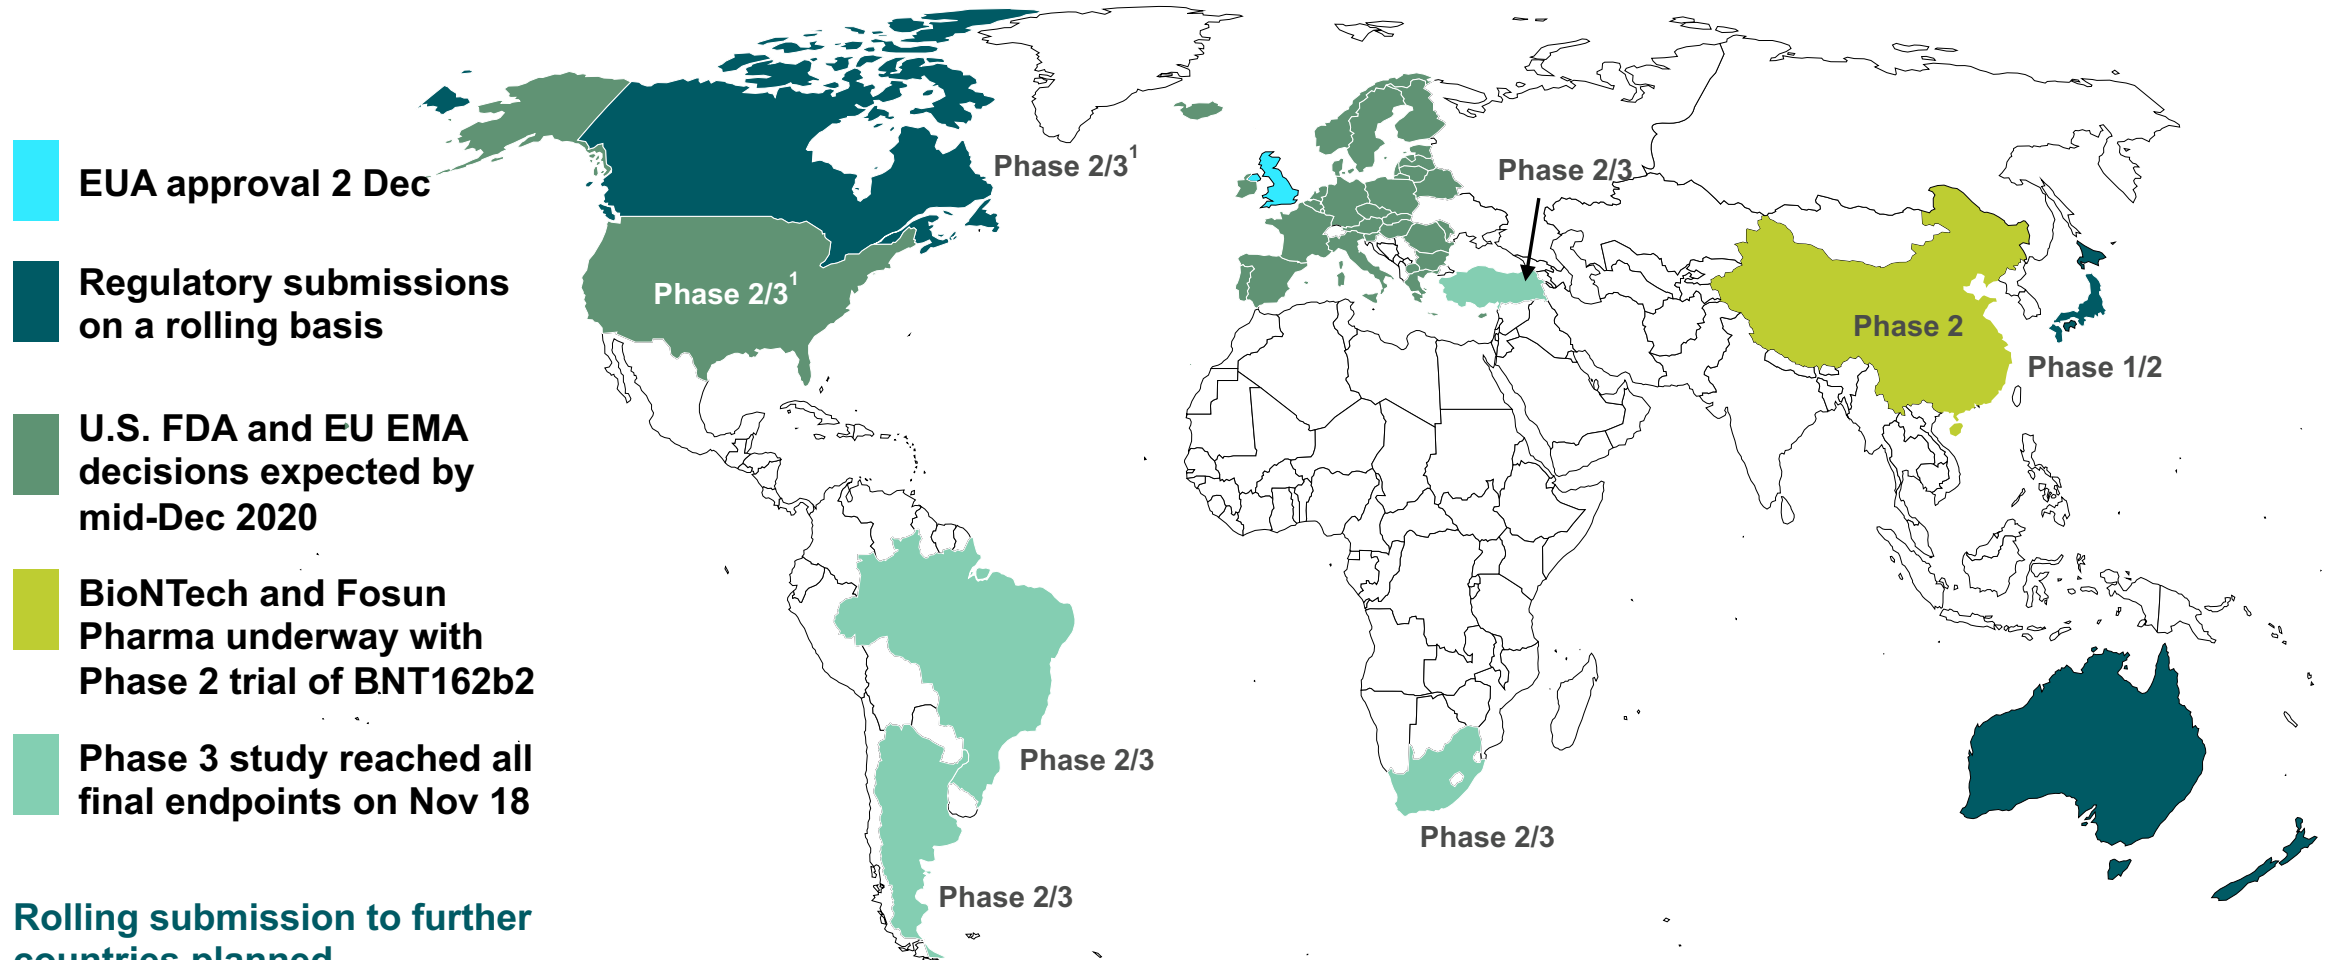 EUA approval 2 Dec
Regulatory submissions
on a rolling basis
U.S. FDA and EU EMA
decisions expected by
mid-Dec 2020
BioNTech and Fosun
Pharma underway with
Phase 2 trial of BNT162b2
Phase 3 study reached all
final endpoints on Nov 18
Rolling submission to further
countries planned
Phase 2/3¹
Phase 2/3
Phase 2/3¹
Phase 2
Phase 1/2
Phase 2/3
Phase 2/3
Phase 2/3